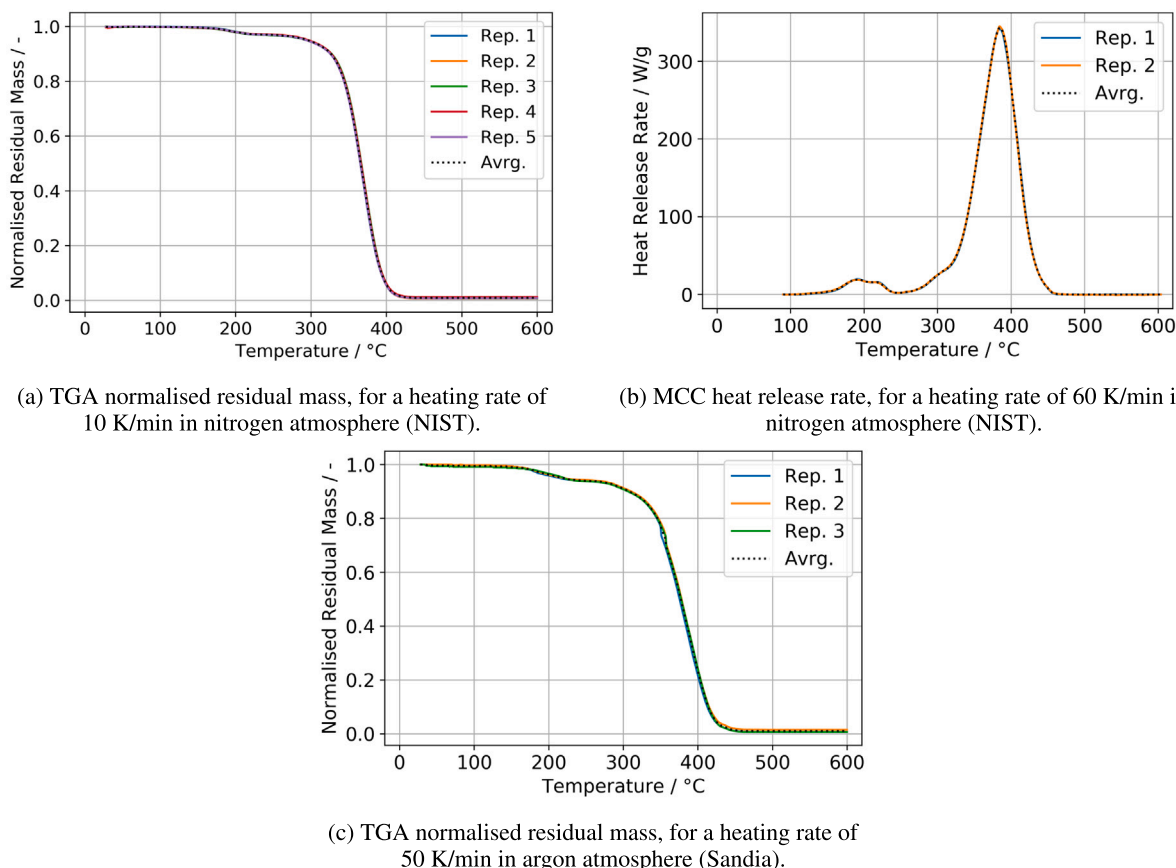 Normalised Residual Mass / -
1.0
0.8
0.6
0.4
0.2
0.0
0 100 200 300 400 500 600
Temperature / °C
Rep. 1
Rep. 2
Rep. 3
Rep. 4
Rep. 5
Avrg.
Heat Release Rate / W/g
300
200
100
0
0 100 200 300 400 500 600
Temperature / °C
Rep. 1
Rep. 2
Avrg.
(a) TGA normalised residual mass, for a heating rate of
10 K/min in nitrogen atmosphere (NIST).
(b) MCC heat release rate, for a heating rate of 60 K/min i
nitrogen atmosphere (NIST).
Normalised Residual Mass / -
1.0
0.8
0.6
0.4
0.2
0.0
0 100 200 300 400 500 600
Temperature / °C
Rep. 1
Rep. 2
Rep. 3
Avrg.
(c) TGA normalised residual mass, for a heating rate of
50 K/min in argon atmosphere (Sandia).